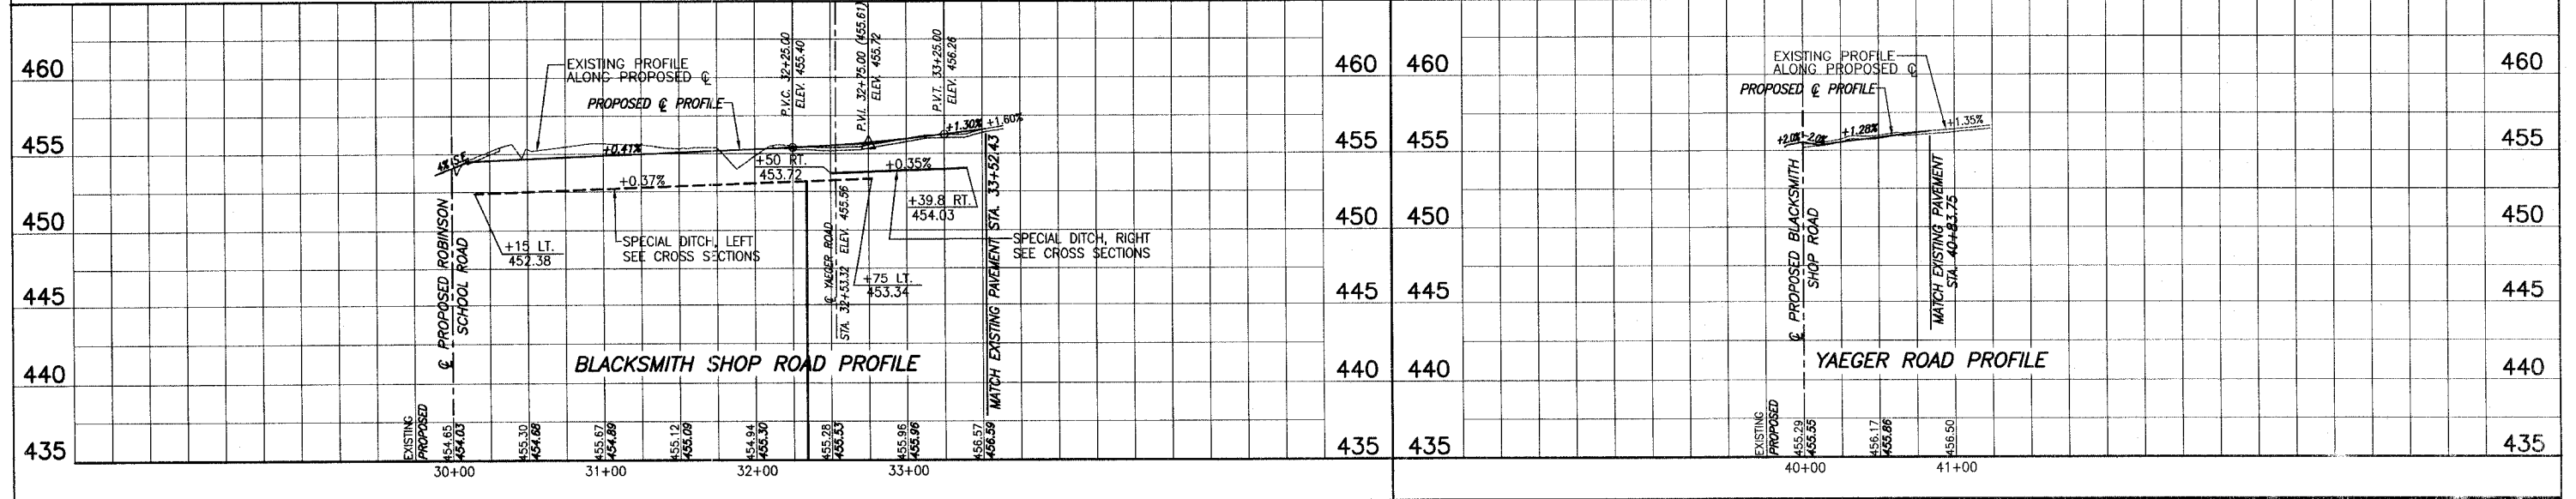 460
455
450
445
440
435
EXISTING PROFILE
ALONG PROPOSED ℄
PROPOSED ℄ PROFILE
P.V.C. 32+25.00
ELEV. 455.40
P.V.I. 32+75.00 (455.61)
ELEV. 455.72
P.V.T. 33+25.00
ELEV. 456.26
4% S.E.
+0.41%
+1.30%
+1.60%
+50 RT.
453.72
+0.35%
+0.37%
+39.8 RT.
454.03
+15 LT.
452.38
SPECIAL DITCH, LEFT
SEE CROSS SECTIONS
SPECIAL DITCH, RIGHT
SEE CROSS SECTIONS
+75 LT.
453.34
℄ PROPOSED ROBINSON
SCHOOL ROAD
℄ YAEGER ROAD
STA. 32+53.32 ELEV. 455.56
MATCH EXISTING PAVEMENT STA. 33+52.43
BLACKSMITH SHOP ROAD PROFILE
EXISTING
PROPOSED
454.65
454.03
455.30
454.68
455.67
454.89
455.12
455.09
454.94
455.30
455.28
455.53
455.96
455.96
456.57
456.59
30+00
31+00
32+00
33+00
460
455
450
445
440
435
460
455
450
445
440
435
EXISTING PROFILE
ALONG PROPOSED ℄
PROPOSED ℄ PROFILE
+2.0%
-2.0%
+1.28%
+1.35%
℄ PROPOSED BLACKSMITH
SHOP ROAD
MATCH EXISTING PAVEMENT
STA. 40+83.75
YAEGER ROAD PROFILE
EXISTING
PROPOSED
455.29
455.55
456.17
455.86
456.50
40+00
41+00
460
455
450
445
440
435